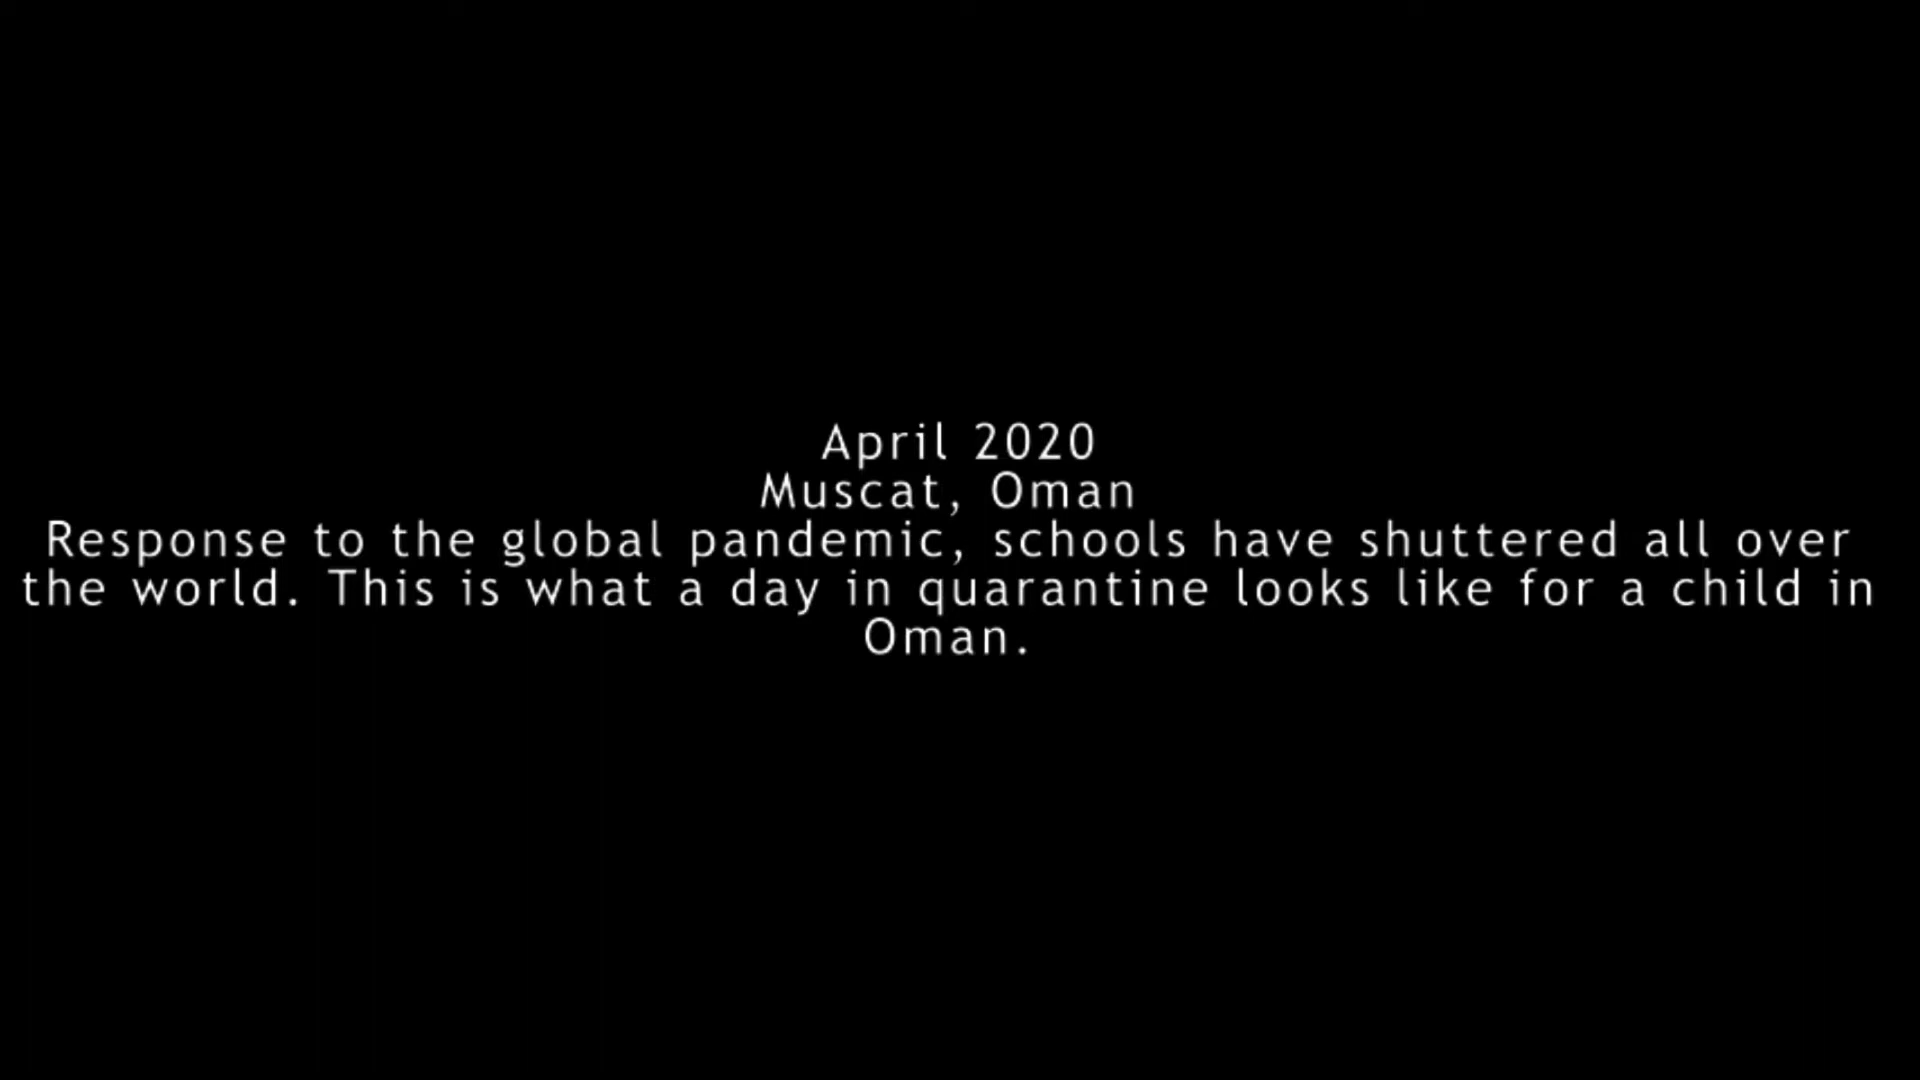 April 2020
Muscat, Oman
Response to the global pandemic, schools have shuttered all over
the world. This is what a day in quarantine looks like for a child in
Oman.